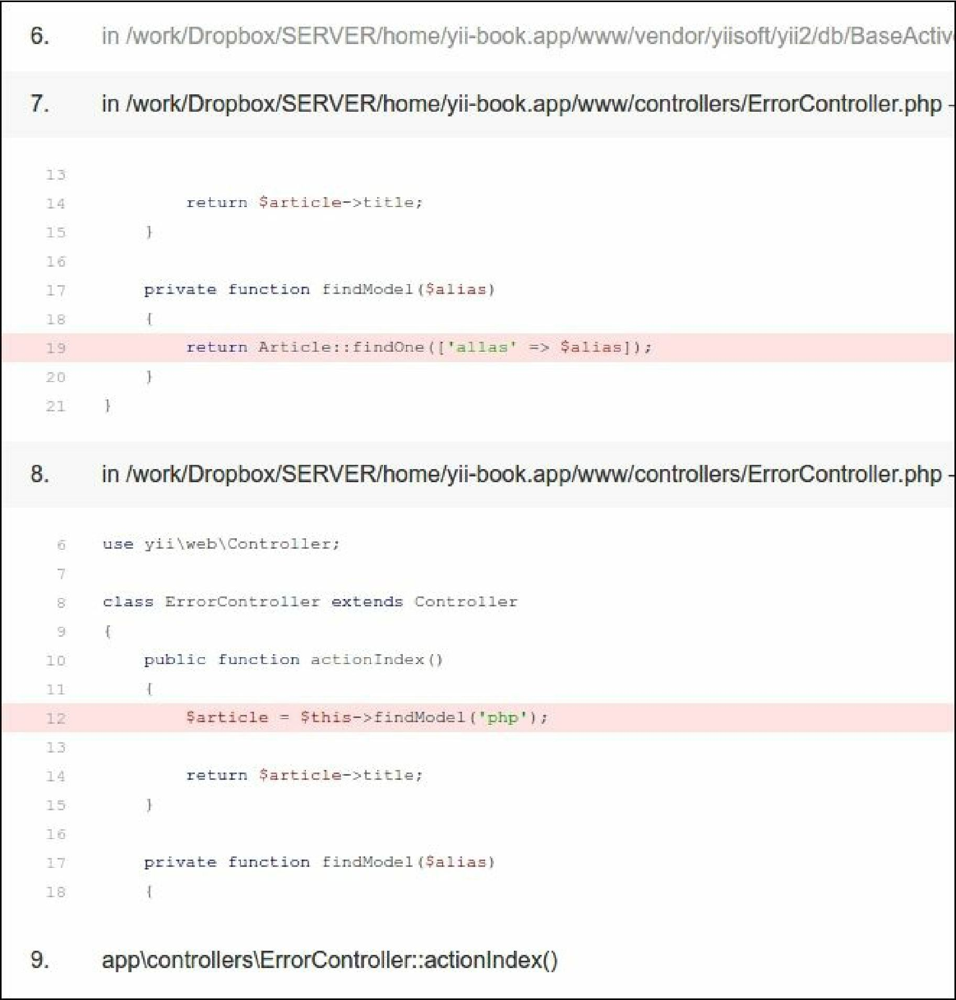 6. in /work/Dropbox/SERVER/home/yii-book.app/www/vendor/yiisoft/yii2/db/BaseActiv
7. in /work/Dropbox/SERVER/home/yii-book.app/www/controllers/ErrorController.php -
13
14 return $article->title;
15 }
16
17 private function findModel($alias)
18 {
19 return Article::findOne(['allas' => $alias]);
20 }
21 }
8. in /work/Dropbox/SERVER/home/yii-book.app/www/controllers/ErrorController.php -
6 use yii\web\Controller;
7
8 class ErrorController extends Controller
9 {
10 public function actionIndex()
11 {
12 $article = $this->findModel('php');
13
14 return $article->title;
15 }
16
17 private function findModel($alias)
18 {
9. app\controllers\ErrorController::actionIndex()